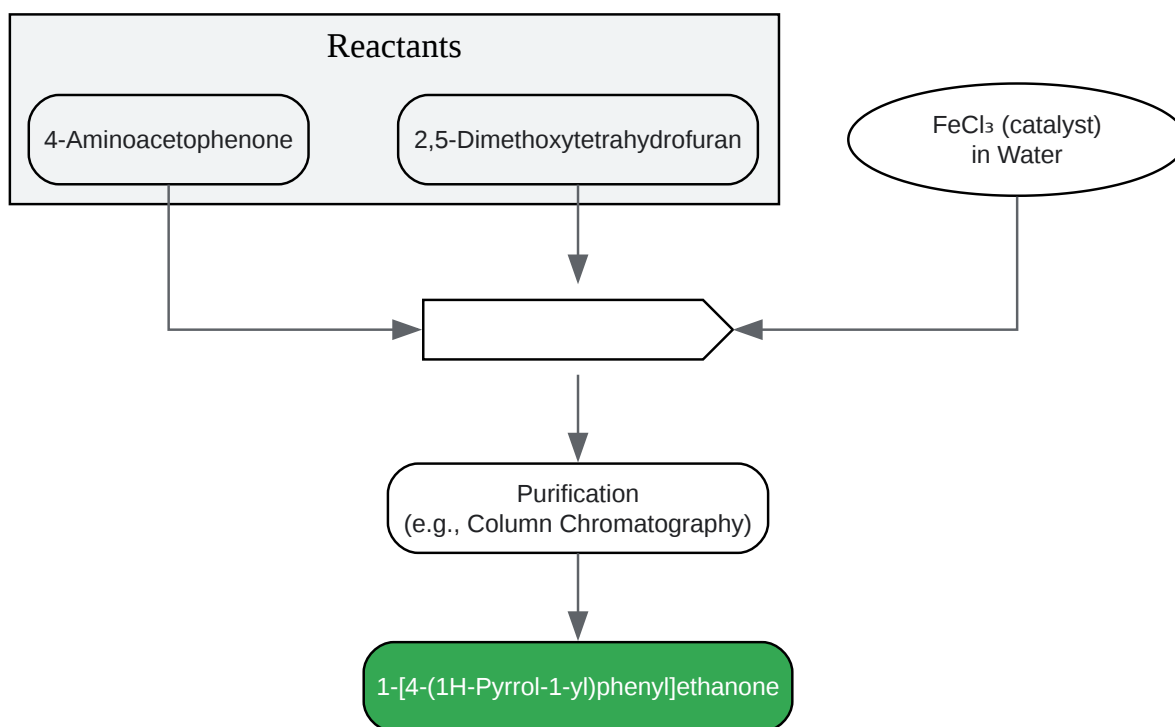 Reactants
4-Aminoacetophenone
2,5-Dimethoxytetrahydrofuran
FeCl₃ (catalyst)
in Water
Purification
(e.g., Column Chromatography)
1-[4-(1H-Pyrrol-1-yl)phenyl]ethanone